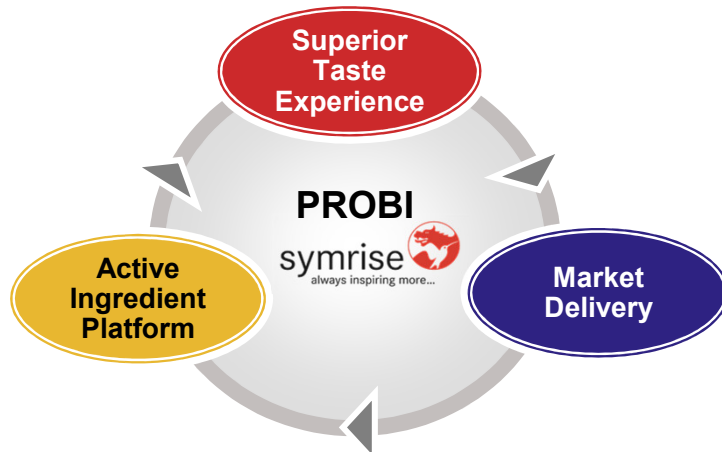 Superior
Taste
Experience
PROBI
symrise
always inspiring more...
Active
Ingredient
Platform
Market
Delivery